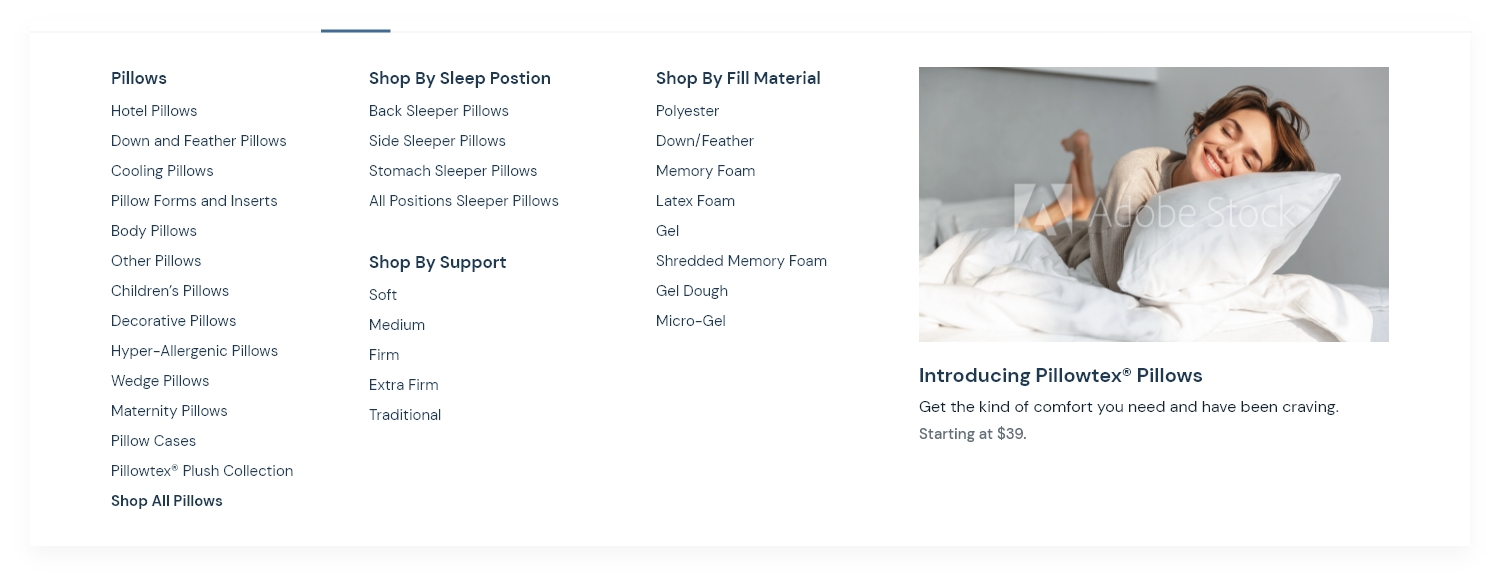 Pillows
Hotel Pillows
Down and Feather Pillows
Cooling Pillows
Pillow Forms and Inserts
Body Pillows
Other Pillows
Children’s Pillows
Decorative Pillows
Hyper-Allergenic Pillows
Wedge Pillows
Maternity Pillows
Pillow Cases
Pillowtex® Plush Collection
Shop All Pillows
Shop By Sleep Postion
Back Sleeper Pillows
Side Sleeper Pillows
Stomach Sleeper Pillows
All Positions Sleeper Pillows
Shop By Support
Soft
Medium
Firm
Extra Firm
Traditional
Shop By Fill Material
Polyester
Down/Feather
Memory Foam
Latex Foam
Gel
Shredded Memory Foam
Gel Dough
Micro-Gel
Adobe Stock
Introducing Pillowtex® Pillows
Get the kind of comfort you need and have been craving.
Starting at $39.